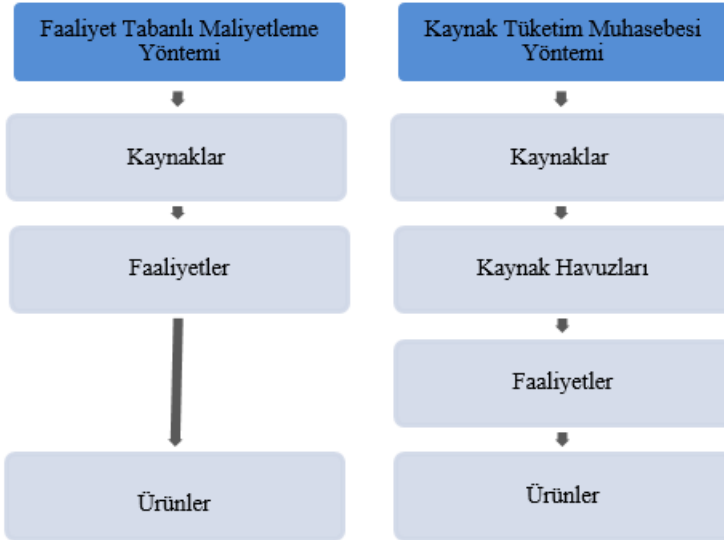 Faaliyet Tabanlı Maliyetleme
Yöntemi
Kaynaklar
Faaliyetler
Ürünler
Kaynak Tüketim Muhasebesi
Yöntemi
Kaynaklar
Kaynak Havuzları
Faaliyetler
Ürünler